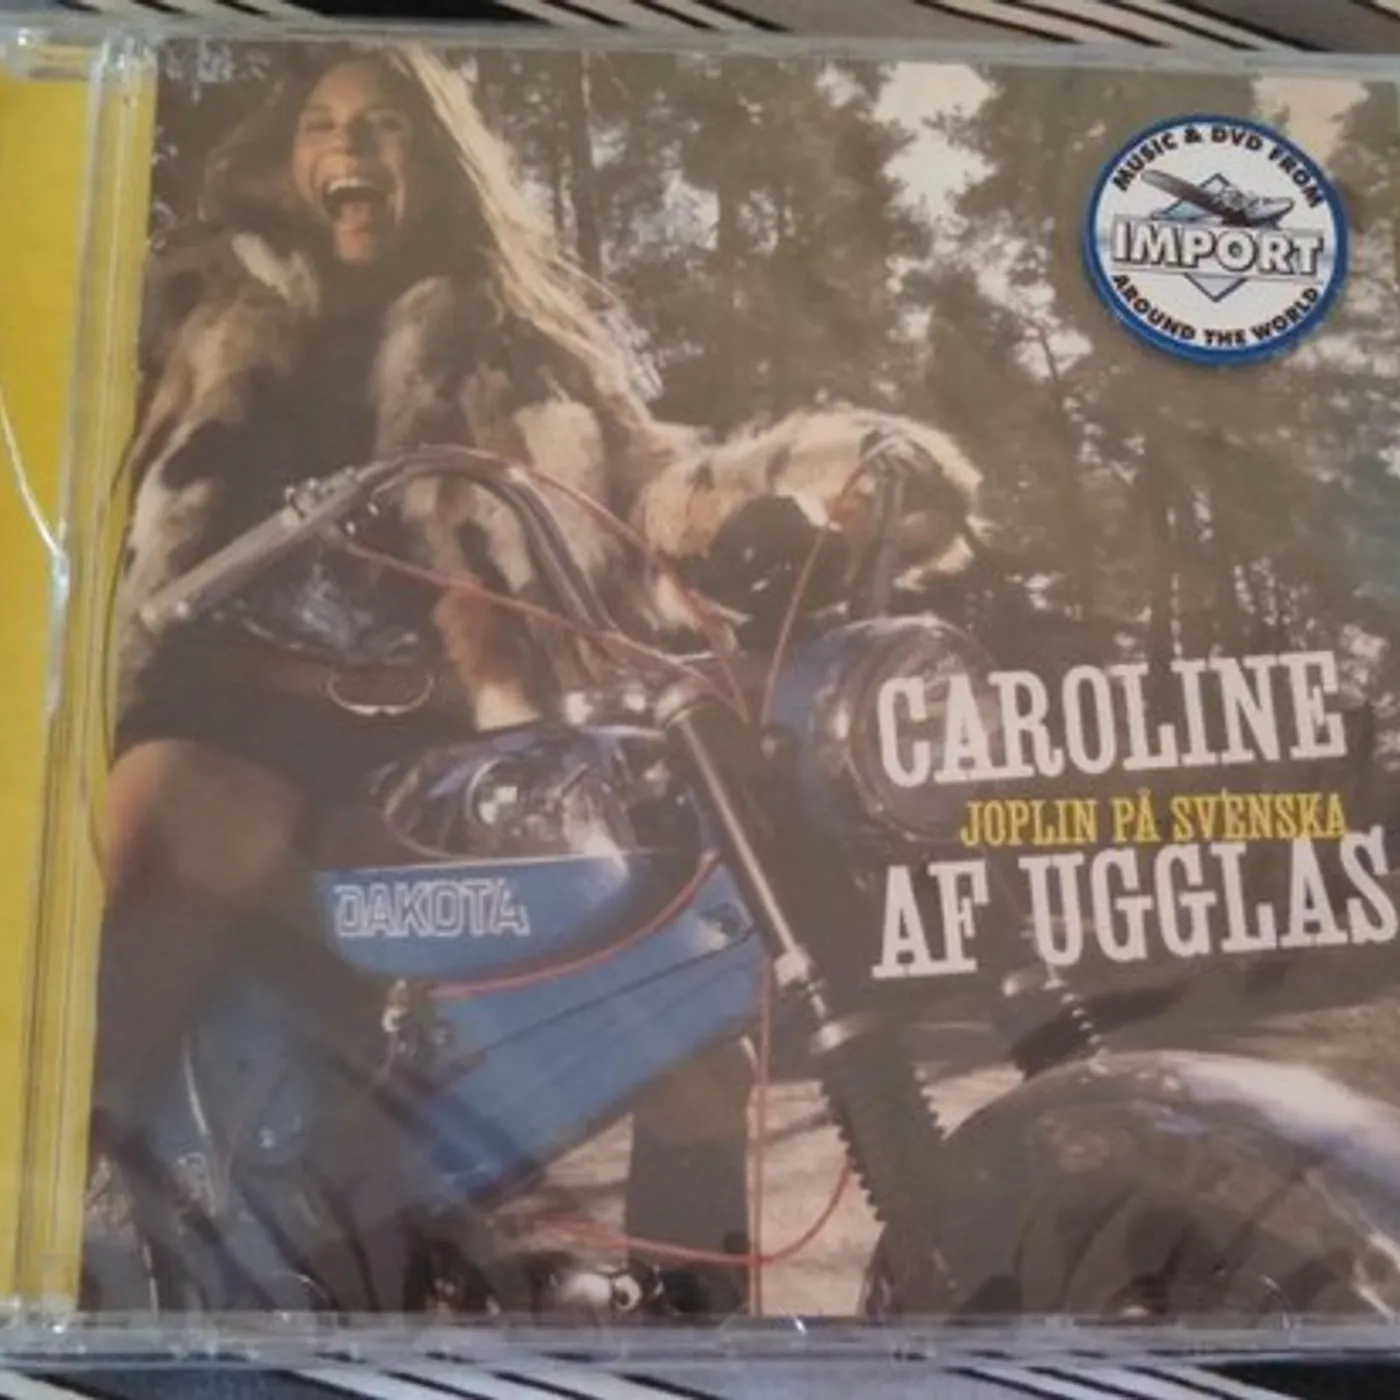 MUSIC & DVD FROM
IMPORT
AROUND THE WORLD
CAROLINE
JOPLIN PÅ SVENSKA
AF UGGLAS
DAKOTA